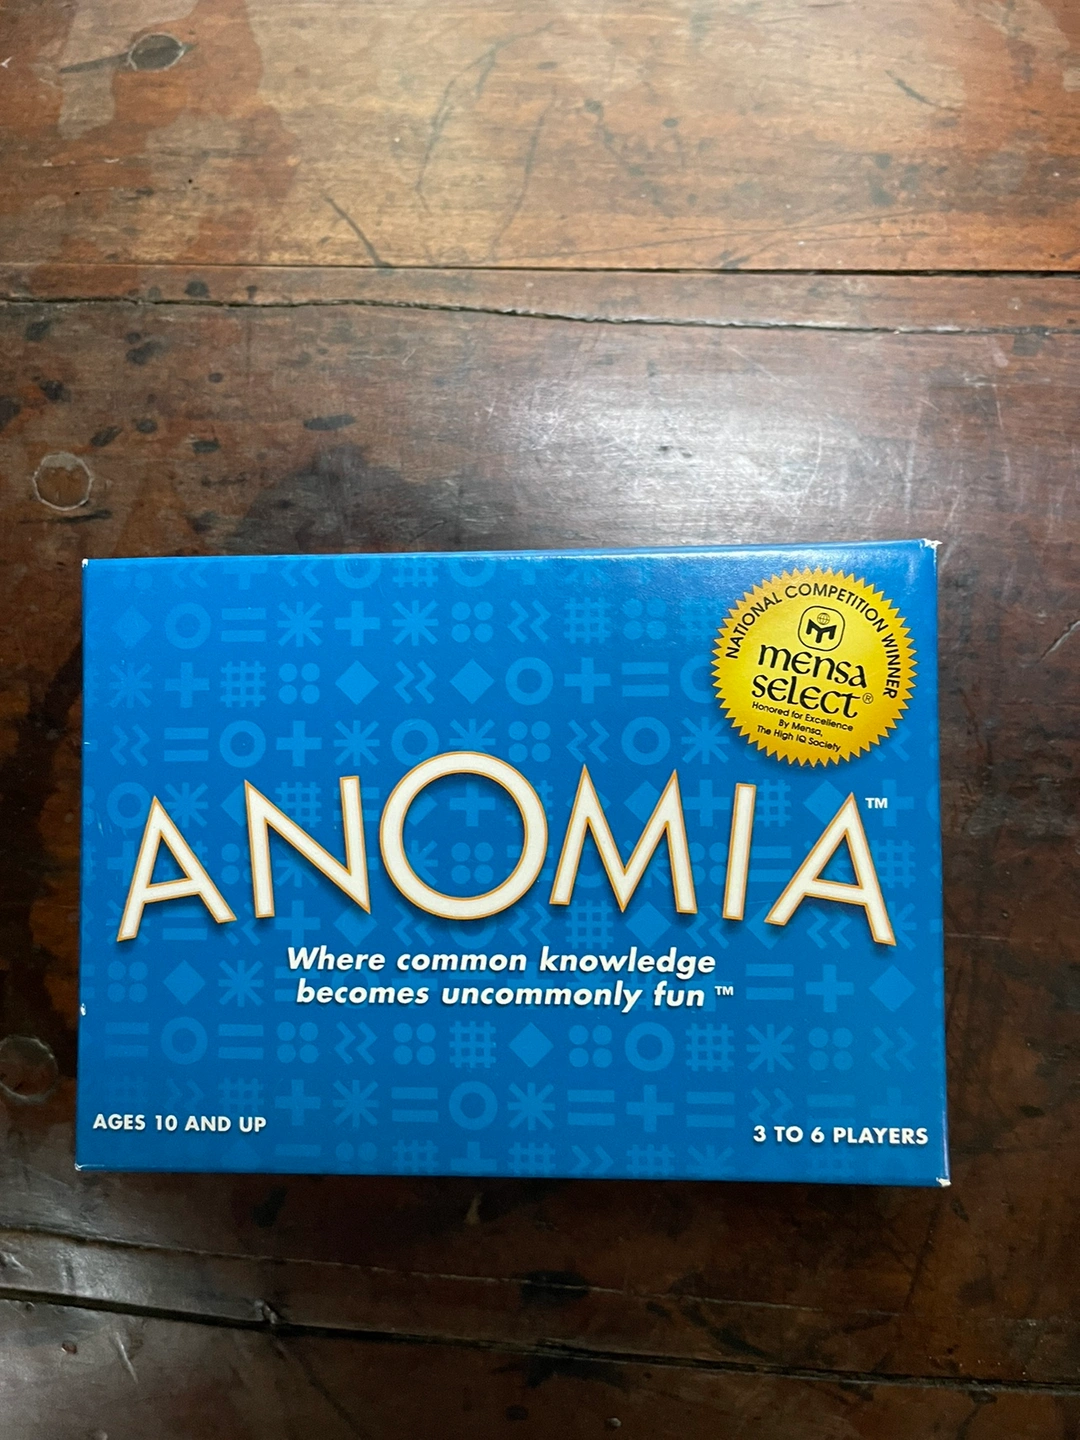 NATIONAL COMPETITION WINNER
mensa
SELECT®
Honored for Excellence
By Mensa,
The High IQ Society
ANOMIA™
Where common knowledge
becomes uncommonly fun™
AGES 10 AND UP
3 TO 6 PLAYERS